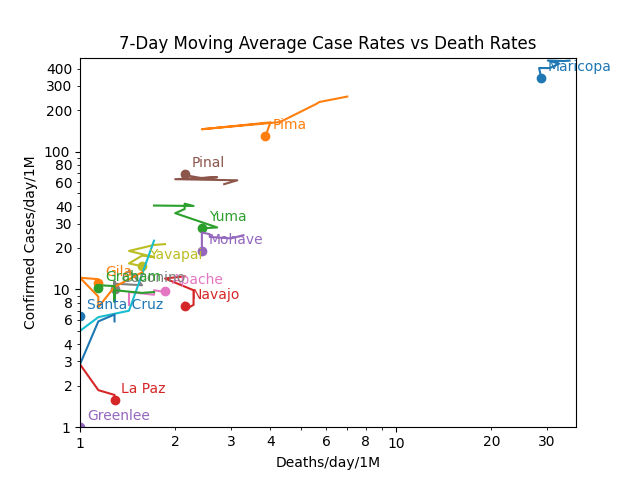 7-Day Moving Average Case Rates vs Death Rates
Confirmed Cases/day/1M
400
300
200
100
80
60
40
30
20
10
8
6
4
3
2
1
Maricopa
Pima
Pinal
Yuma
Mohave
Yavapai
Gila
Graham
Apache
Navajo
Santa Cruz
La Paz
Greenlee
1
2
3
4
6
8
10
20
30
Deaths/day/1M